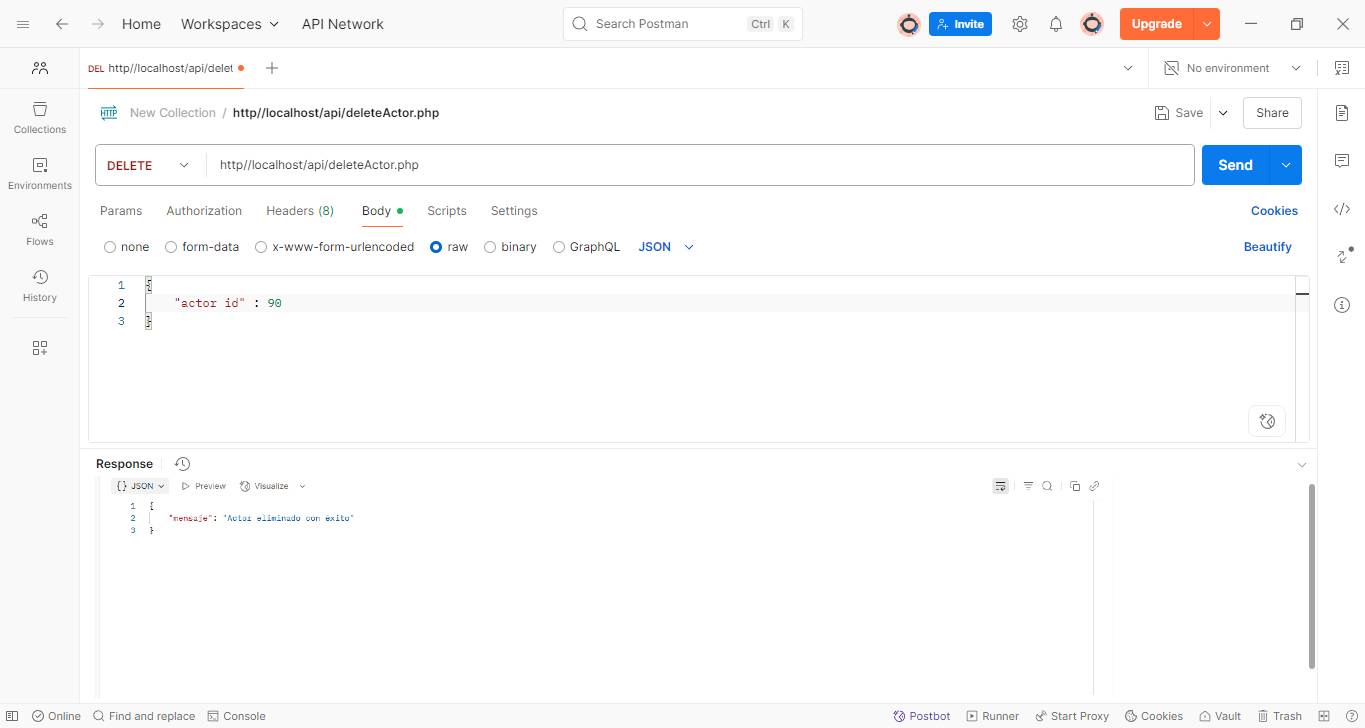 Home Workspaces API Network Search Postman Ctrl K Invite Upgrade
DEL http//localhost/api/delet No environment
HTTP New Collection / http//localhost/api/deleteActor.php Save Share
DELETE http//localhost/api/deleteActor.php Send
Params Authorization Headers (8) Body Scripts Settings Cookies
none form-data x-www-form-urlencoded raw binary GraphQL JSON Beautify
Collections
Environments
Flows
History
1 {
2 "actor id" : 90
3 }
Response
{} JSON Preview Visualize
1 {
2 "mensaje": "Actor eliminado con éxito"
3 }
Online Find and replace Console Postbot Runner Start Proxy Cookies Vault Trash